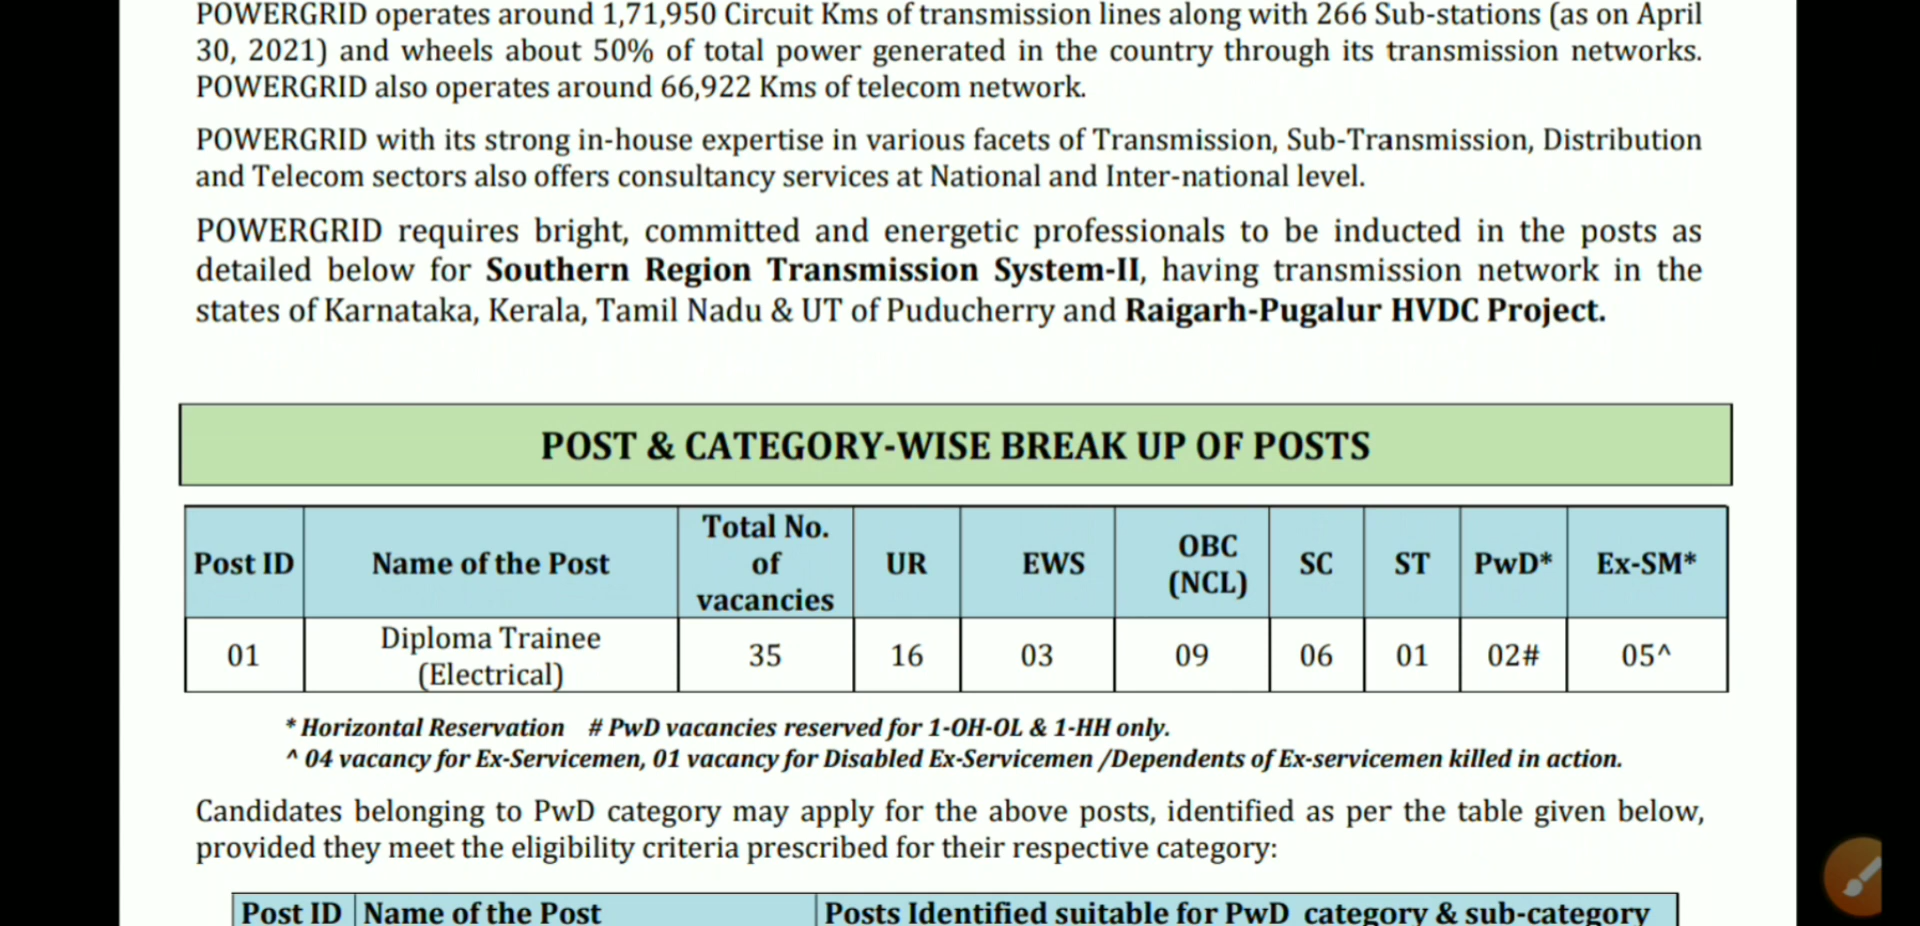 POWERGRID operates around 1,71,950 Circuit Kms of transmission lines along with 266 Sub-stations (as on April
30, 2021) and wheels about 50% of total power generated in the country through its transmission networks.
POWERGRID also operates around 66,922 Kms of telecom network.
POWERGRID with its strong in-house expertise in various facets of Transmission, Sub-Transmission, Distribution
and Telecom sectors also offers consultancy services at National and Inter-national level.
POWERGRID requires bright, committed and energetic professionals to be inducted in the posts as
detailed below for Southern Region Transmission System-II, having transmission network in the
states of Karnataka, Kerala, Tamil Nadu & UT of Puducherry and Raigarh-Pugalur HVDC Project.
POST & CATEGORY-WISE BREAK UP OF POSTS
Post ID Name of the Post Total No. of vacancies UR EWS OBC (NCL) SC ST PwD* Ex-SM*
01 Diploma Trainee (Electrical) 35 16 03 09 06 01 02# 05^
* Horizontal Reservation # PwD vacancies reserved for 1-OH-OL & 1-HH only.
^ 04 vacancy for Ex-Servicemen, 01 vacancy for Disabled Ex-Servicemen /Dependents of Ex-servicemen killed in action.
Candidates belonging to PwD category may apply for the above posts, identified as per the table given below,
provided they meet the eligibility criteria prescribed for their respective category:
Post ID Name of the Post Posts Identified suitable for PwD category & sub-category